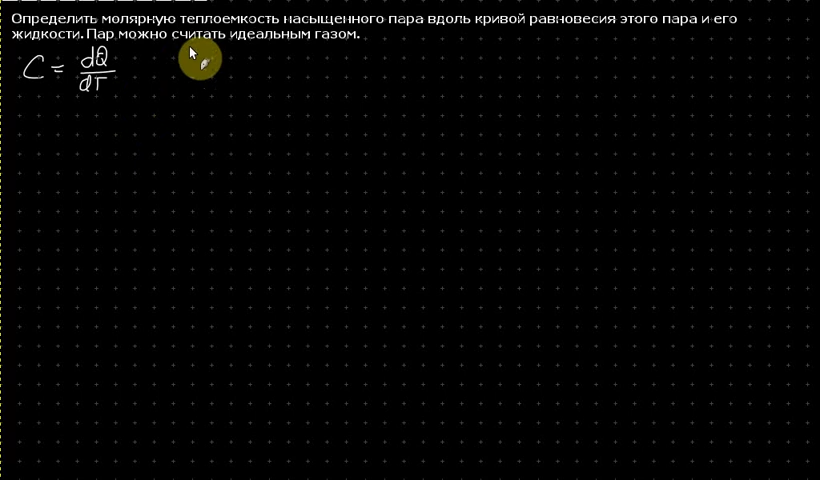 Определить молярную теплоемкость насыщенного пара вдоль кривой равновесия этого пара и его
жидкости. Пар можно считать идеальным газом.
C = dQ/dT